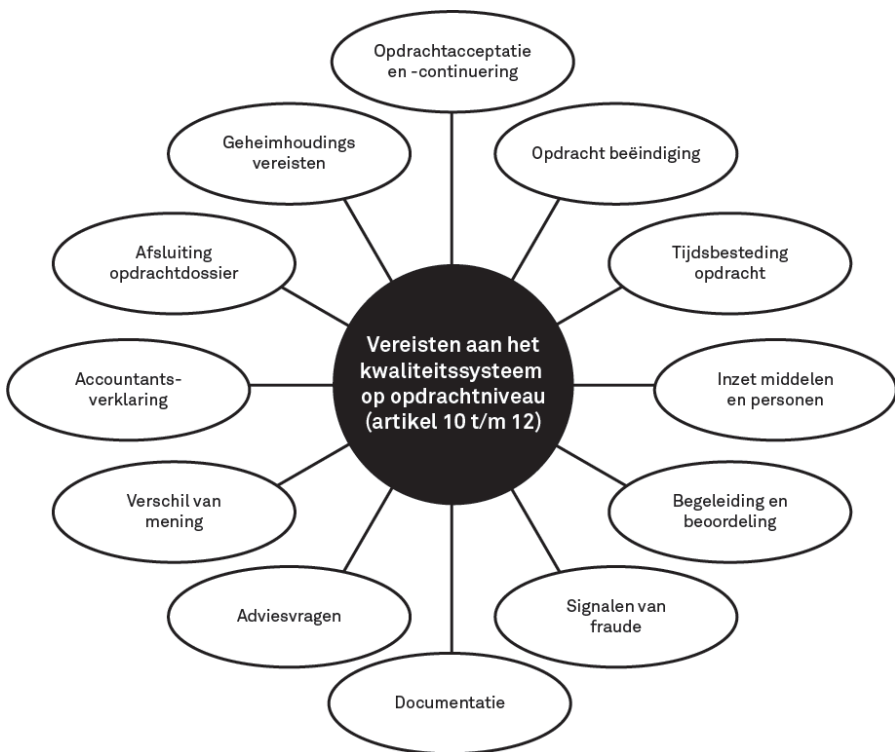 Opdrachtacceptatie
en -continuering
Geheimhoudings
vereisten
Opdracht beëindiging
Afsluiting
opdrachtdossier
Tijdsbesteding
opdracht
Vereisten aan het
kwaliteitssysteem
op opdrachtniveau
(artikel 10 t/m 12)
Accountants-
verklaring
Inzet middelen
en personen
Verschil van
mening
Begeleiding en
beoordeling
Adviesvragen
Signalen van
fraude
Documentatie